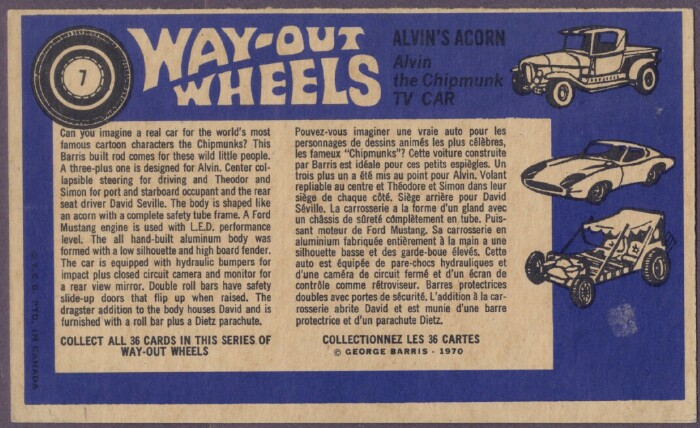 7
WAY-OUT
WHEELS
ALVIN'S ACORN
Alvin
the Chipmunk
TV CAR
Can you imagine a real car for the world's most
famous cartoon characters the Chipmunks? This
Barris built rod comes for these wild little people.
A three-plus one is designed for Alvin. Center col-
lapsible steering for driving and Theodor and
Simon for port and starboard occupant and the rear
seat driver David Seville. The body is shaped like
an acorn with a complete safety tube frame. A Ford
Mustang engine is used with L.E.D. performance
level. The all hand-built aluminum body was
formed with a low silhouette and high board fender.
The car is equipped with hydraulic bumpers for
impact plus closed circuit camera and monitor for
a rear view mirror. Double roll bars have safety
slide-up doors that flip up when raised. The
dragster addition to the body houses David and is
furnished with a roll bar plus a Dietz parachute.
COLLECT ALL 36 CARDS IN THIS SERIES OF
WAY-OUT WHEELS
Pouvez-vous imaginer une vraie auto pour les
personnages de dessins animés les plus célèbres,
les fameux "Chipmunks"? Cette voiture construite
par Barris est idéale pour ces petits espiègles. Un
trois plus un a été mis au point pour Alvin. Volant
repliable au centre et Théodore et Simon dans leur
siège de chaque côté. Siège arrière pour David
Séville. La carrosserie a la forme d'un gland avec
un châssis de sûreté complètement en tube. Puis-
sant moteur de Ford Mustang. Sa carrosserie en
aluminium fabriquée entièrement à la main a une
silhouette basse et des garde-boue élevés. Cette
auto est équipée de pare-chocs hydrauliques et
d'une caméra de circuit fermé et d'un écran de
contrôle comme rétroviseur. Barres protectrices
doubles avec portes de sécurité. L'addition à la car-
rosserie abrite David et est munie d'une barre
protectrice et d'un parachute Dietz.
COLLECTIONNEZ LES 36 CARTES
© GEORGE BARRIS - 1970
© T.C.G. PTD. IN CANADA